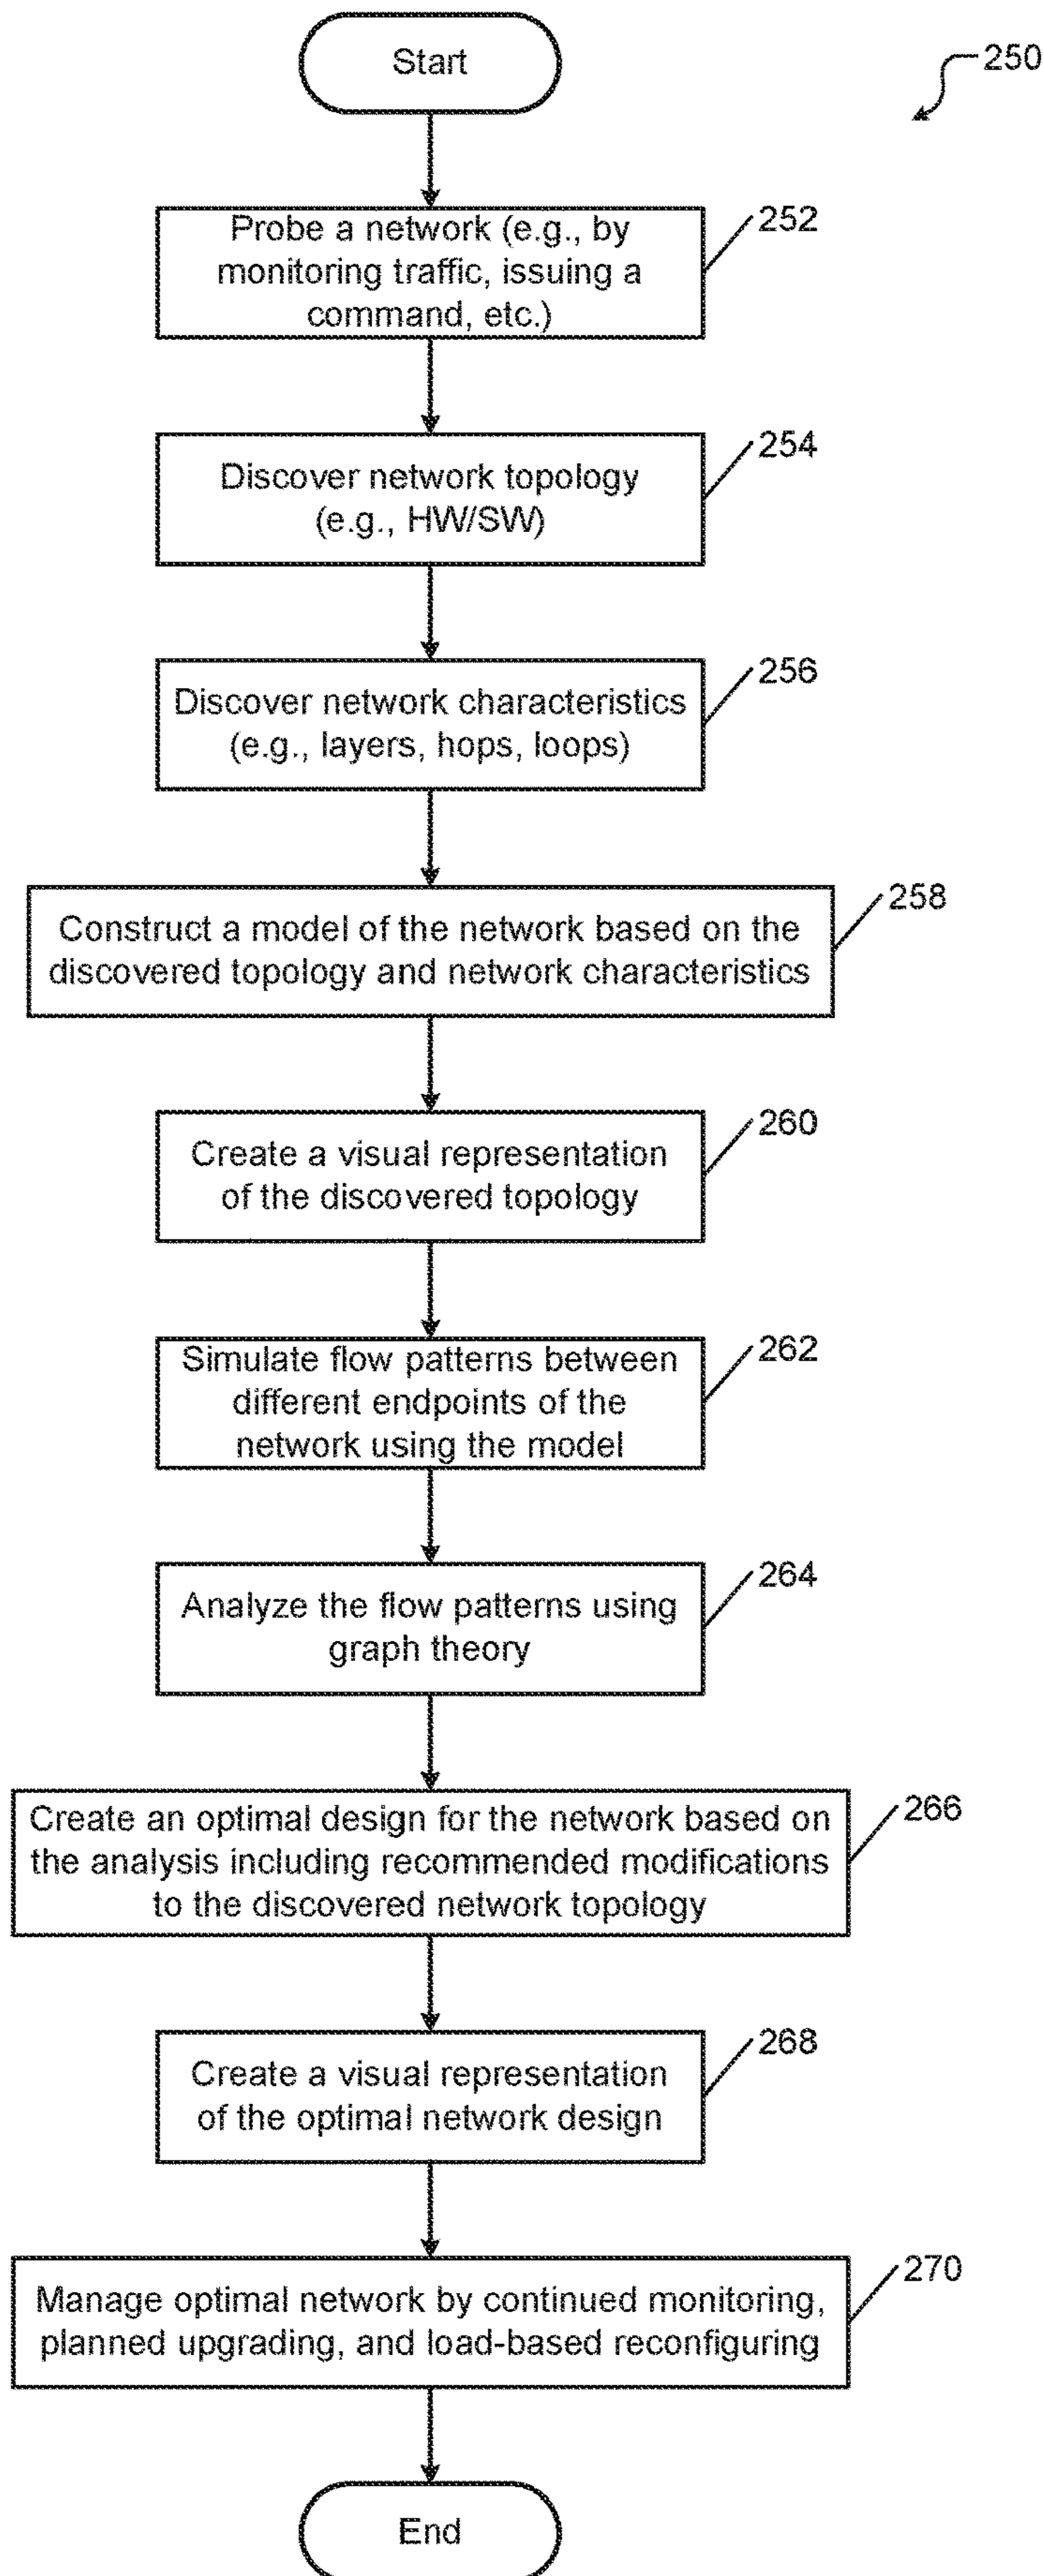 Start
250
Probe a network (e.g., by
monitoring traffic, issuing a
command, etc.)
252
Discover network topology
(e.g., HW/SW)
254
Discover network characteristics
(e.g., layers, hops, loops)
256
Construct a model of the network based on the
discovered topology and network characteristics
258
Create a visual representation
of the discovered topology
260
Simulate flow patterns between
different endpoints of the
network using the model
262
Analyze the flow patterns using
graph theory
264
Create an optimal design for the network based on
the analysis including recommended modifications
to the discovered network topology
266
Create a visual representation
of the optimal network design
268
Manage optimal network by continued monitoring,
planned upgrading, and load-based reconfiguring
270
End